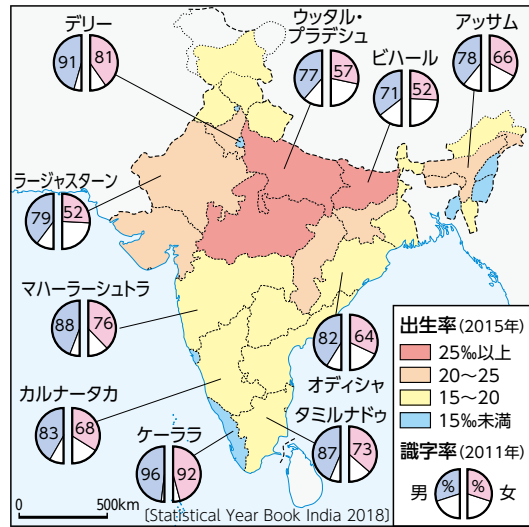 デリー
91 81
ウッタル・
プラデシュ
77 57
ビハール
71 52
アッサム
78 66
ラージャスターン
79 52
マハーラーシュトラ
88 76
82 64
オディシャ
カルナータカ
83 68
ケーララ
96 92
タミルナドゥ
87 73
出生率(2015年)
25‰以上
20〜25
15〜20
15‰未満
識字率(2011年)
男 % % 女
0 500km
[Statistical Year Book India 2018]